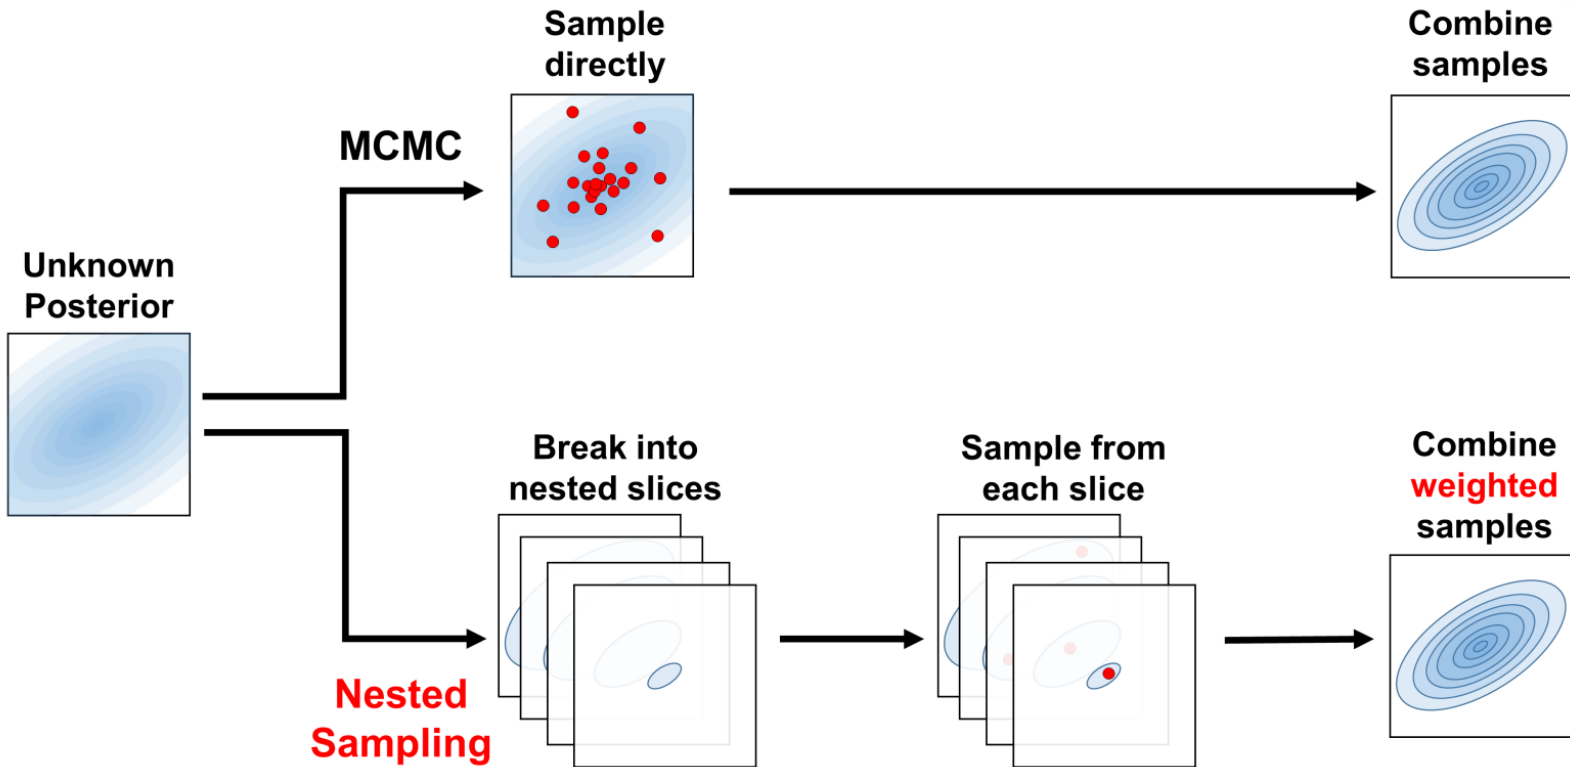 Sample
directly
Combine
samples
MCMC
Unknown
Posterior
Break into
nested slices
Sample from
each slice
Combine
weighted
samples
Nested
Sampling